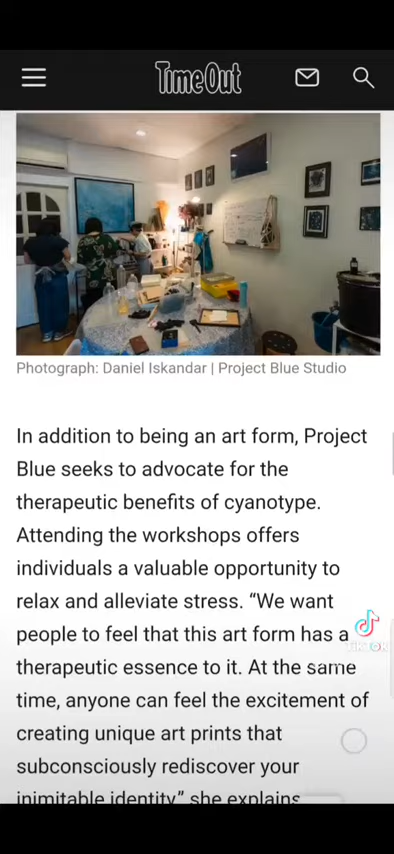 TimeOut
Photograph: Daniel Iskandar | Project Blue Studio
In addition to being an art form, Project
Blue seeks to advocate for the
therapeutic benefits of cyanotype.
Attending the workshops offers
individuals a valuable opportunity to
relax and alleviate stress. “We want
people to feel that this art form has a
therapeutic essence to it. At the same
time, anyone can feel the excitement of
creating unique art prints that
subconsciously rediscover your
inimitable identity” she explains
TIKTOK